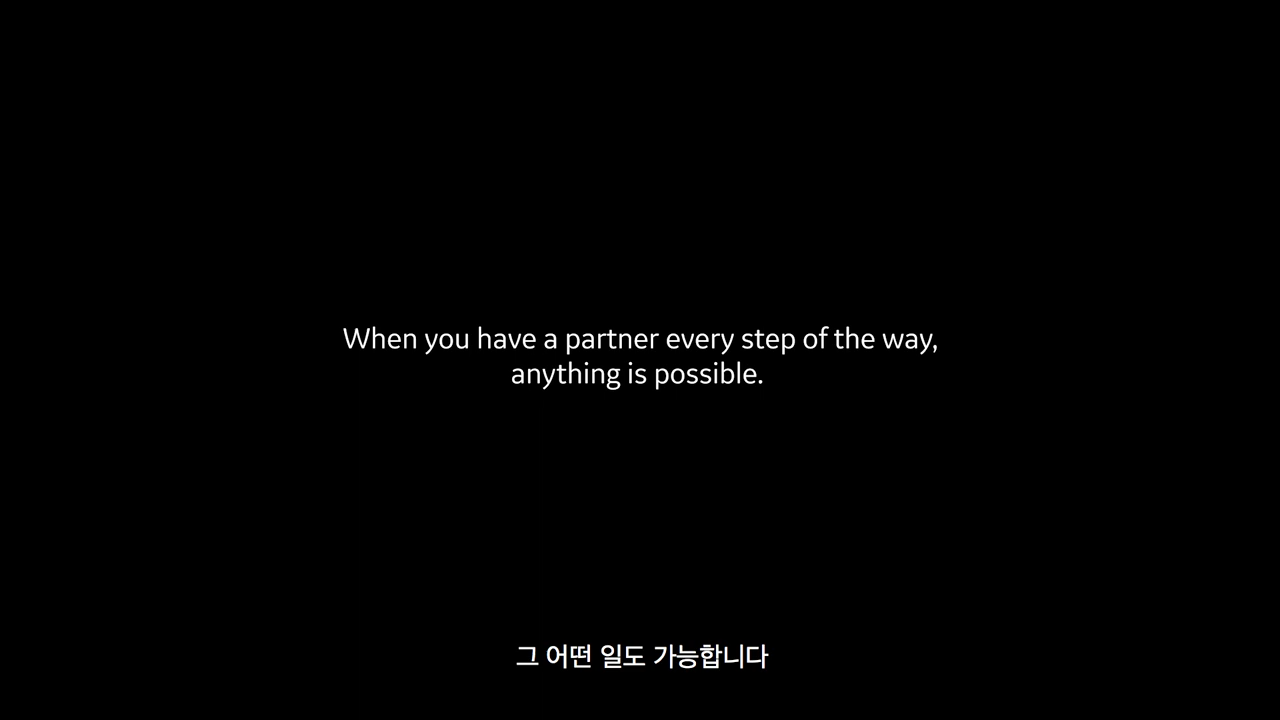 When you have a partner every step of the way,
anything is possible.
그 어떤 일도 가능합니다